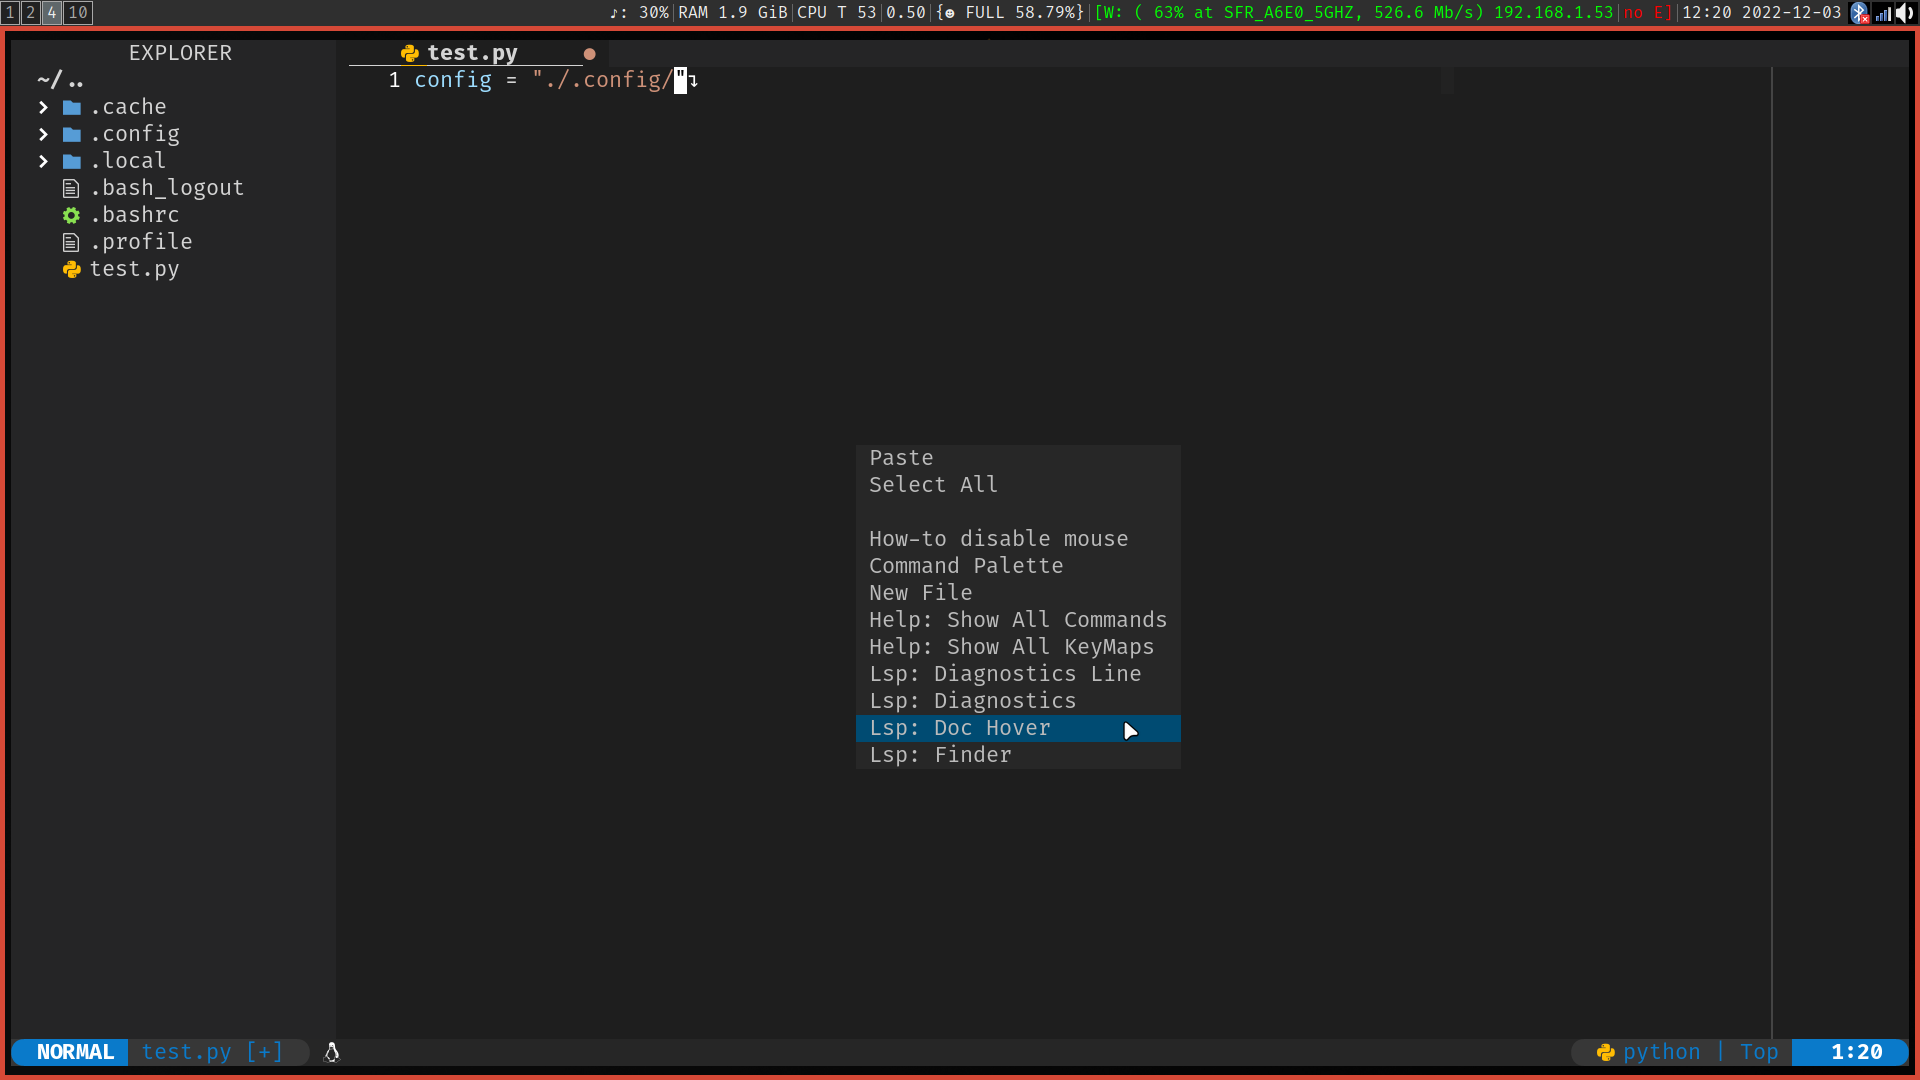 1 2 4 10 ♪: 30%|RAM 1.9 GiB|CPU T 53|0.50|{☻ FULL 58.79%}|[W: ( 63% at SFR_A6E0_5GHZ, 526.6 Mb/s) 192.168.1.53|no E]|12:20 2022-12-03
EXPLORER
test.py ●
~/..
1 config = "./.config/"↴
.cache
.config
.local
.bash_logout
.bashrc
.profile
test.py
Paste
Select All
How-to disable mouse
Command Palette
New File
Help: Show All Commands
Help: Show All KeyMaps
Lsp: Diagnostics Line
Lsp: Diagnostics
Lsp: Doc Hover
Lsp: Finder
NORMAL test.py [+] python | Top 1:20